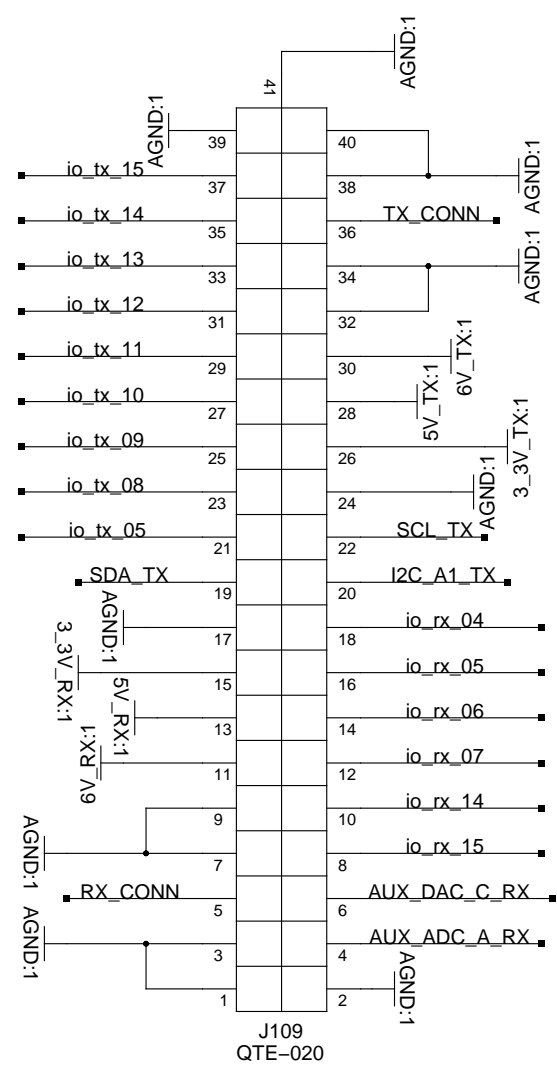 41
AGND:1
AGND:1
39
40
AGND:1
io_tx_15
37
38
io_tx_14
35
36
TX_CONN
io_tx_13
33
34
AGND:1
io_tx_12
31
32
io_tx_11
29
30
6V_TX:1
io_tx_10
27
28
5V_TX:1
io_tx_09
25
26
3_3V_TX:1
io_tx_08
23
24
AGND:1
io_tx_05
21
22
SCL_TX
SDA_TX
19
20
I2C_A1_TX
AGND:1
17
18
io_rx_04
3_3V_RX:1
15
16
io_rx_05
5V_RX:1
13
14
io_rx_06
6V_RX:1
11
12
io_rx_07
9
10
io_rx_14
AGND:1
7
8
io_rx_15
RX_CONN
5
6
AUX_DAC_C_RX
AGND:1
3
4
AUX_ADC_A_RX
1
2
AGND:1
J109
QTE−020